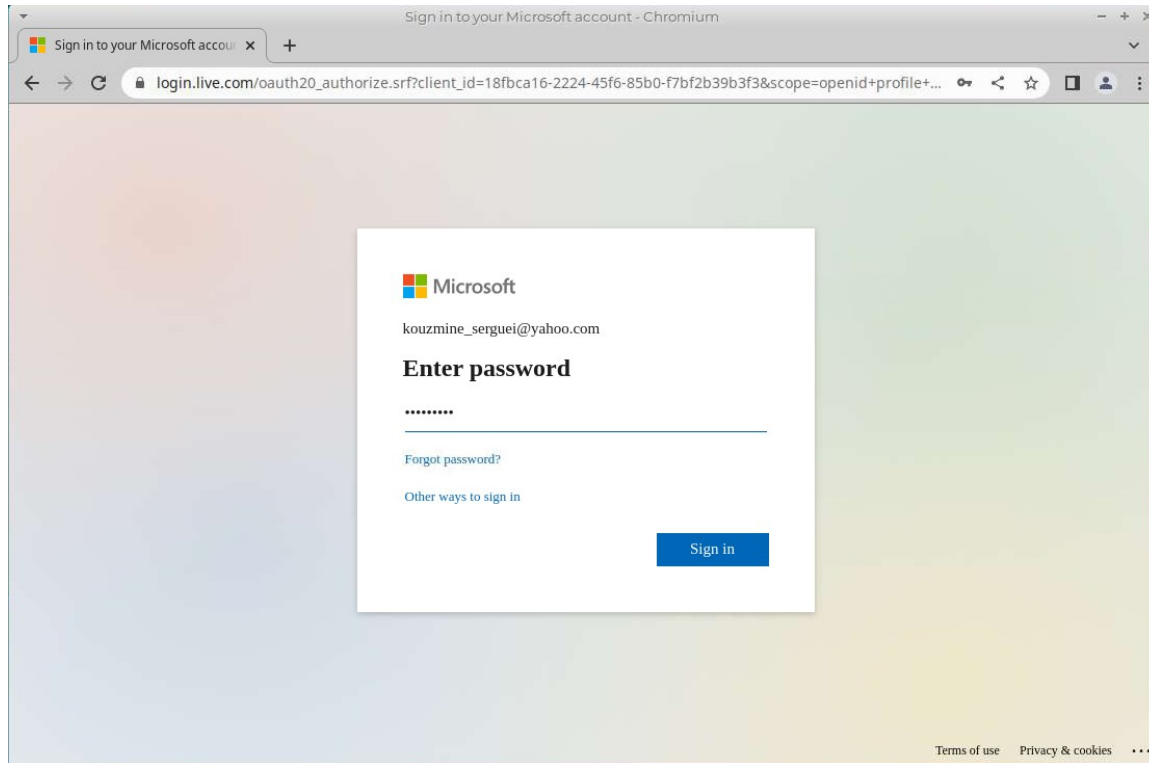 Sign in to your Microsoft account - Chromium
Sign in to your Microsoft accou
login.live.com/oauth20_authorize.srf?client_id=18fbca16-2224-45f6-85b0-f7bf2b39b3f3&scope=openid+profile+...
Microsoft
kouzmine_serguei@yahoo.com
Enter password
•••••••••
Forgot password?
Other ways to sign in
Sign in
Terms of use Privacy & cookies ...